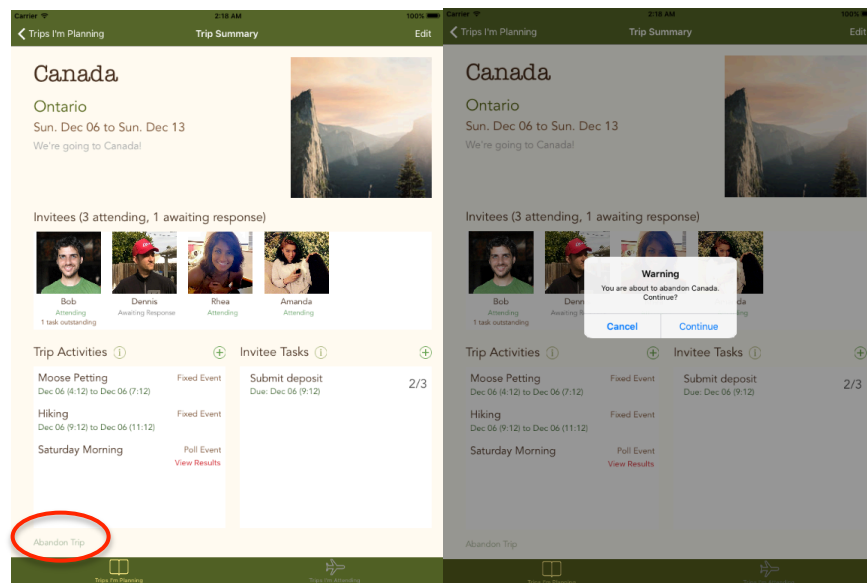 Carrier 2:18 AM 100%
Trips I'm Planning Trip Summary Edit
Canada
Ontario
Sun. Dec 06 to Sun. Dec 13
We're going to Canada!
Invitees (3 attending, 1 awaiting response)
Bob Dennis Rhea Amanda
Attending Awaiting Response Attending Attending
1 task outstanding
Trip Activities Invitee Tasks
Moose Petting Fixed Event
Dec 06 (4:12) to Dec 06 (7:12)
Hiking Fixed Event
Dec 06 (9:12) to Dec 06 (11:12)
Saturday Morning Poll Event
View Results
Submit deposit 2/3
Due: Dec 06 (9:12)
Abandon Trip
Trips I'm Planning Trips I'm Attending
Carrier 2:18 AM 100%
Trips I'm Planning Trip Summary Edit
Canada
Ontario
Sun. Dec 06 to Sun. Dec 13
We're going to Canada!
Invitees (3 attending, 1 awaiting response)
Warning
You are about to abandon Canada.
Continue?
Cancel Continue
Bob
Attending
1 task outstanding
Trip Activities Invitee Tasks
Moose Petting Fixed Event
Dec 06 (4:12) to Dec 06 (7:12)
Hiking Fixed Event
Dec 06 (9:12) to Dec 06 (11:12)
Saturday Morning Poll Event
View Results
Submit deposit 2/3
Due: Dec 06 (9:12)
Abandon Trip
Trips I'm Planning